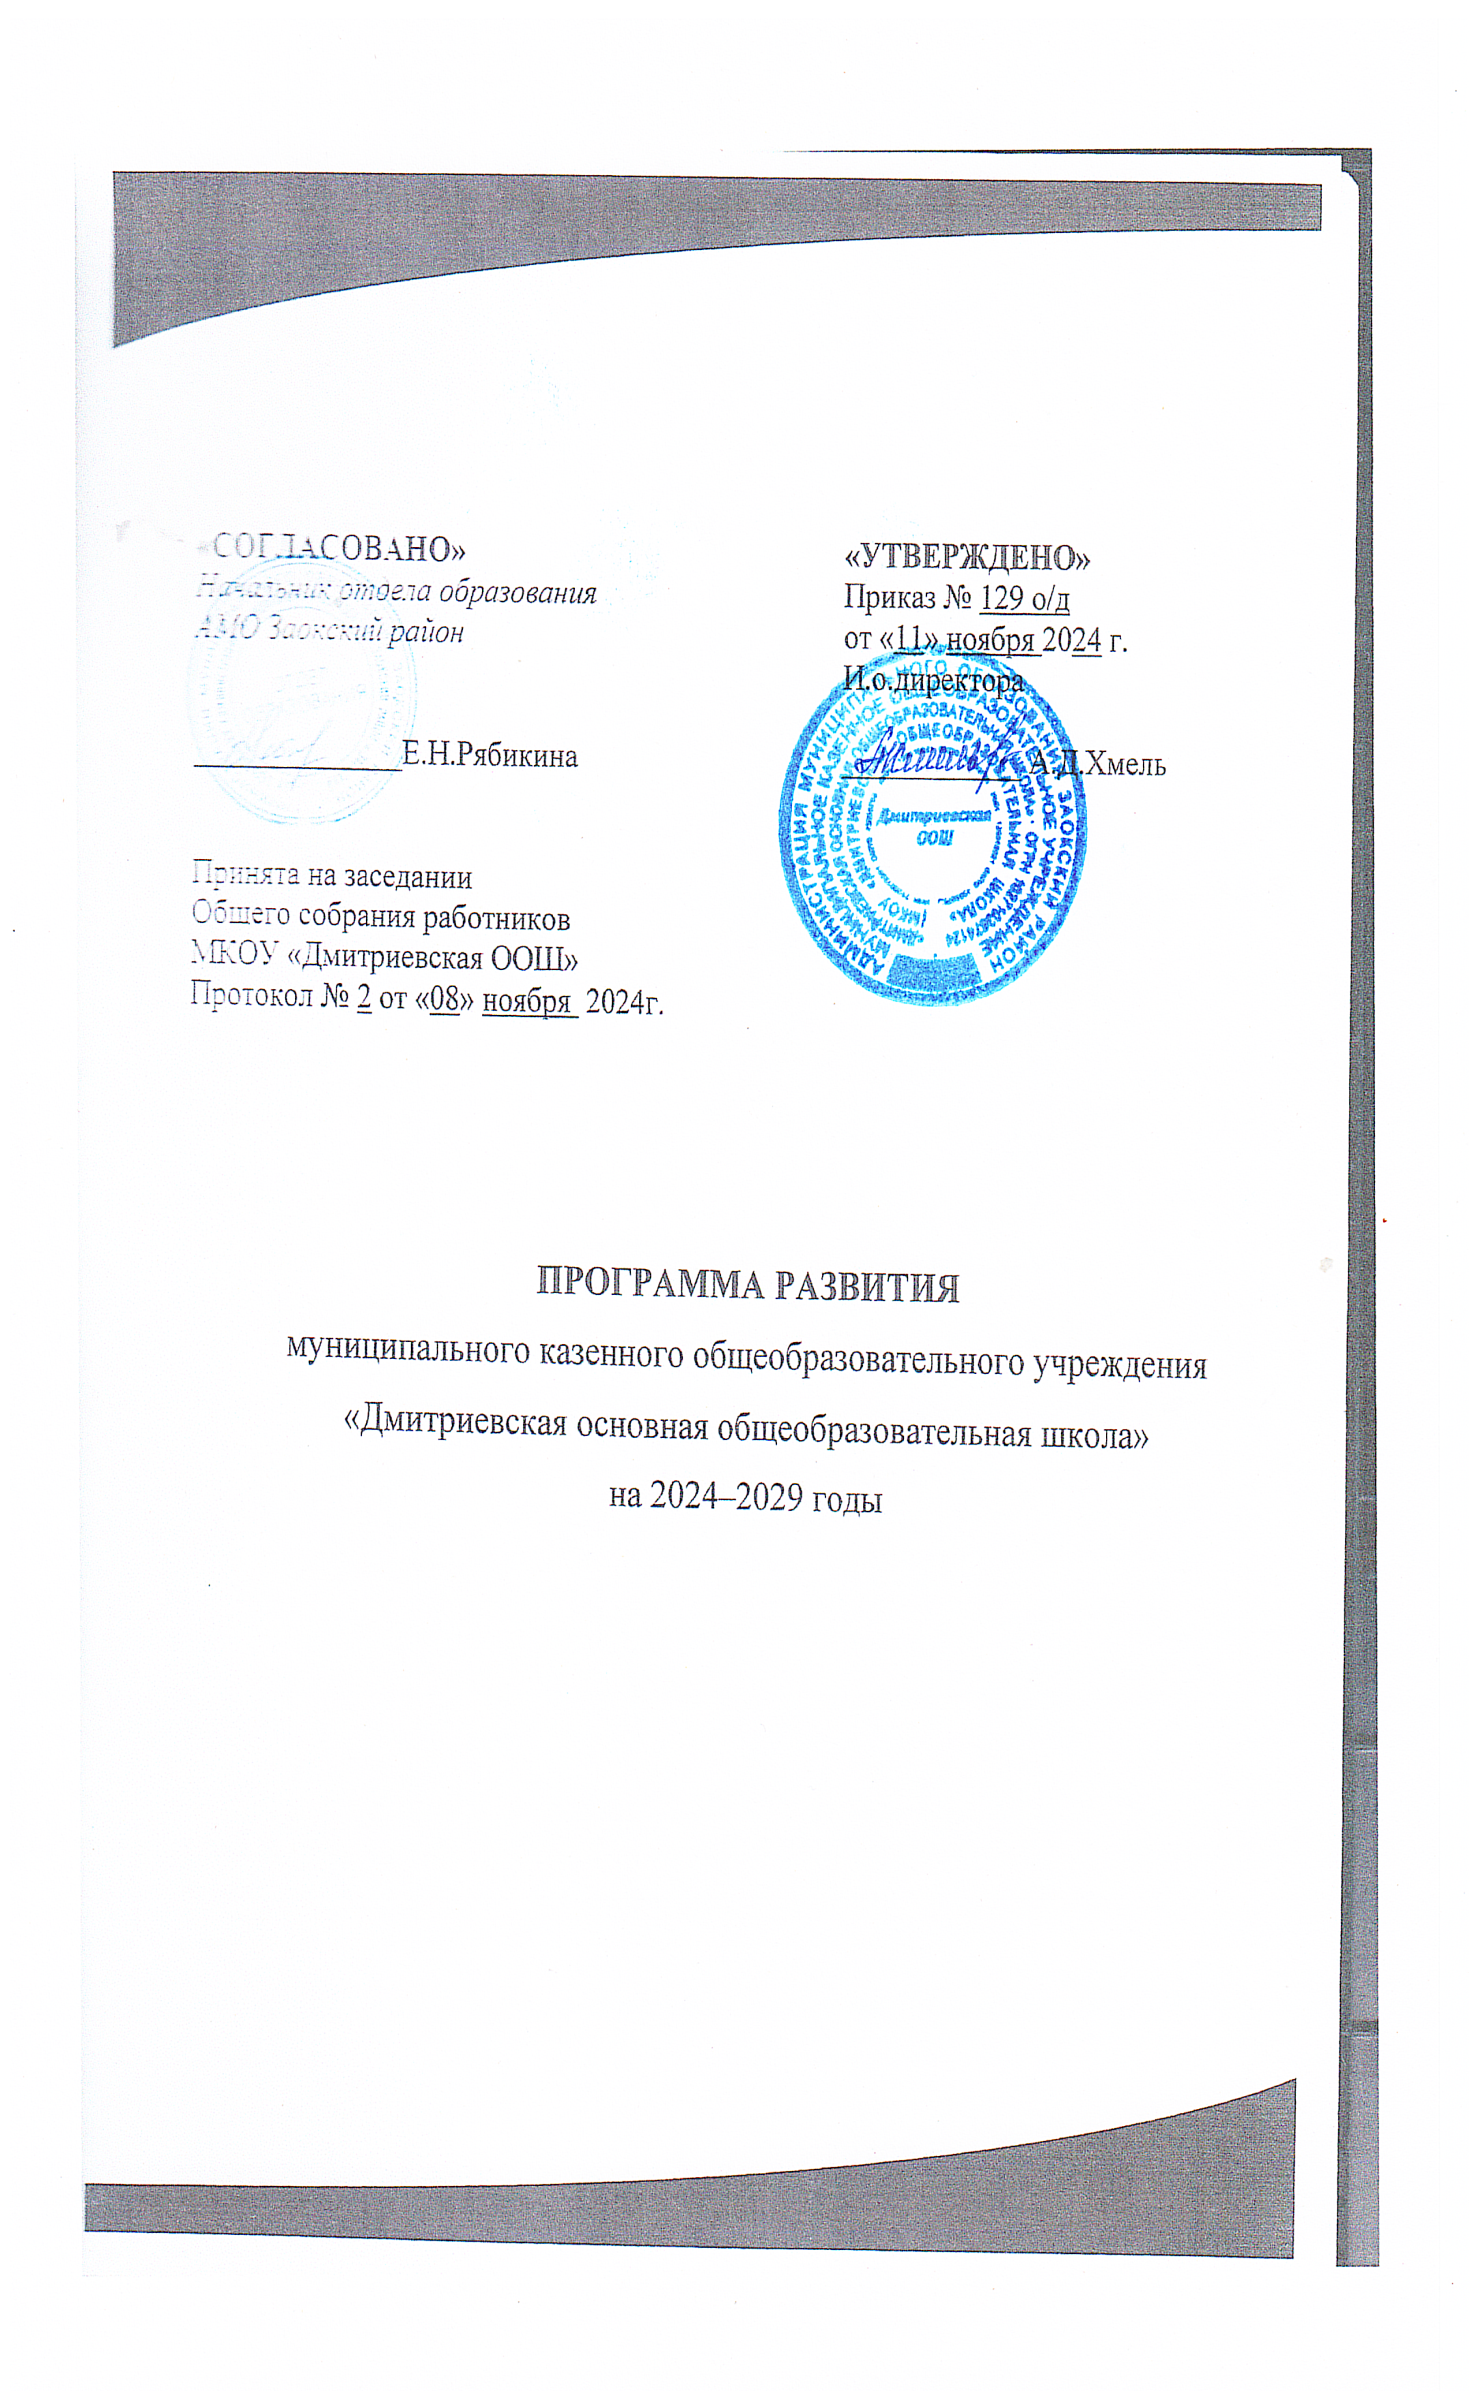 «СОГЛАСОВАНО»
Начальник отдела образования
АМО Заокский район
Е.Н.Рябикина
Принята на заседании
Общего собрания работников
МКОУ «Дмитриевская ООШ»
Протокол № 2 от «08» ноября 2024г.
«УТВЕРЖДЕНО»
Приказ № 129 о/д
от «11» ноября 2024 г.
И.о.директора
А.Д.Хмель
Дмитриевская
ООШ
ПРОГРАММА РАЗВИТИЯ
муниципального казенного общеобразовательного учреждения
«Дмитриевская основная общеобразовательная школа»
на 2024–2029 годы